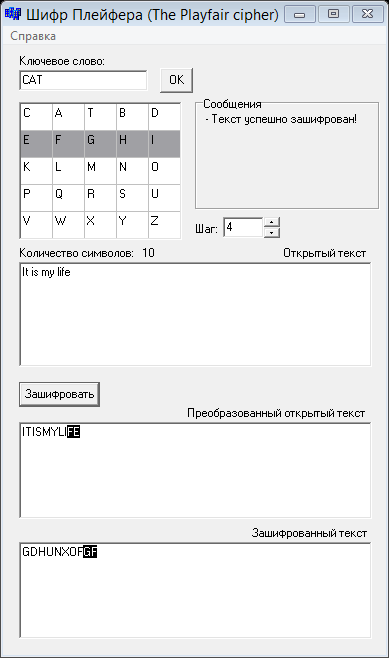 Шифр Плейфера (The Playfair cipher)
Справка
Ключевое слово:
CAT
OK
C A T B D
E F G H I
K L M N O
P Q R S U
V W X Y Z
Сообщения
- Текст успешно зашифрован!
Шаг: 4
Количество символов: 10 Открытый текст
It is my life
Зашифровать
Преобразованный открытый текст
ITISMYLIFE
Зашифрованный текст
GDHUNXOFGF